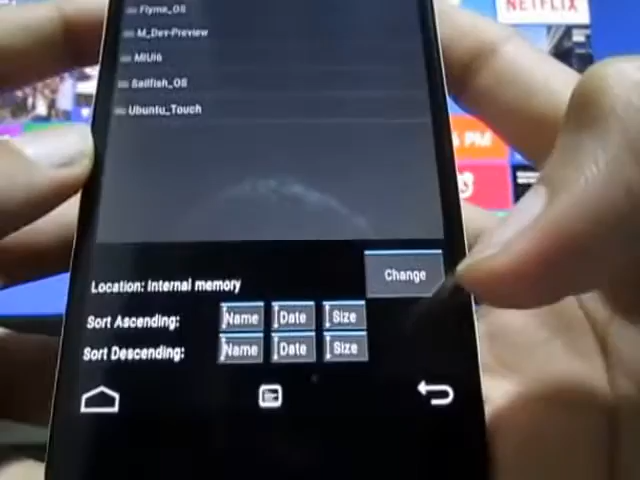 NETFLIX
Flyme_OS
M_Dev-Preview
MIUI6
Sailfish_OS
Ubuntu_Touch
PM
Location: Internal memory
Change
Sort Ascending:
Name
Date
Size
Sort Descending:
Name
Date
Size